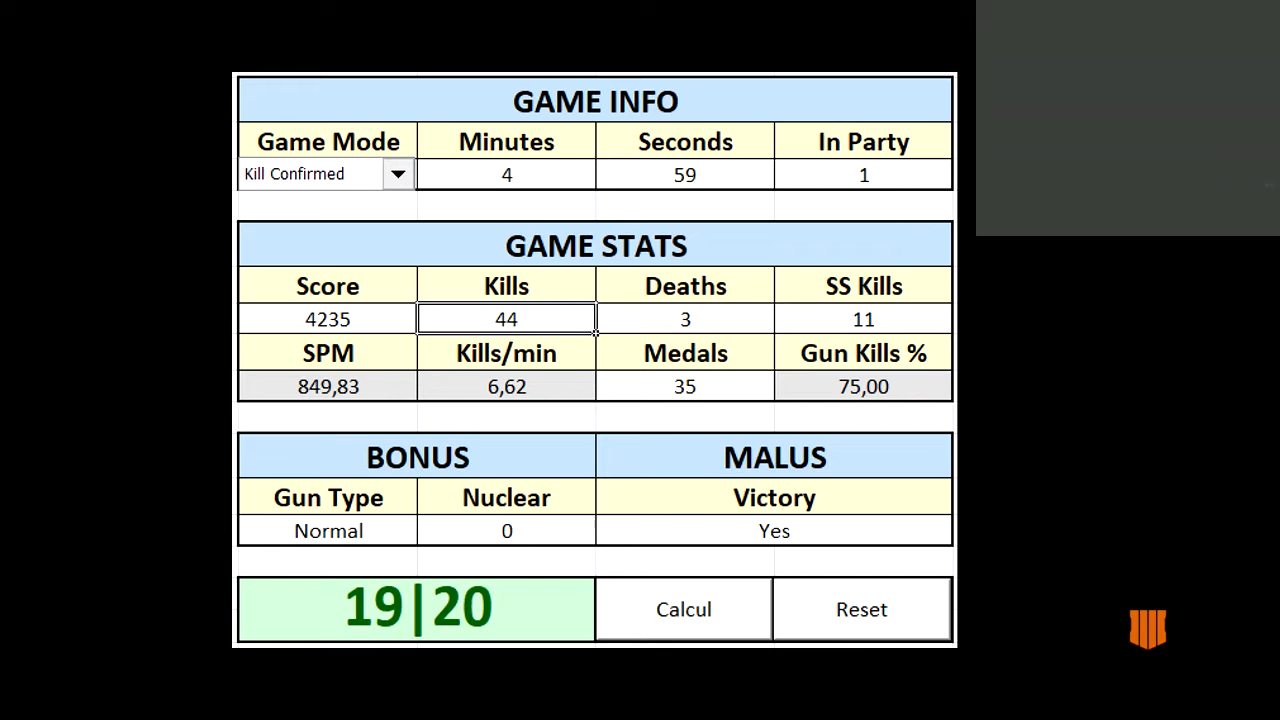 GAME INFO
Game Mode Minutes Seconds In Party
Kill Confirmed 4 59 1
GAME STATS
Score Kills Deaths SS Kills
4235 44 3 11
SPM Kills/min Medals Gun Kills %
849,83 6,62 35 75,00
BONUS MALUS
Gun Type Nuclear Victory
Normal 0 Yes
19|20 Calcul Reset